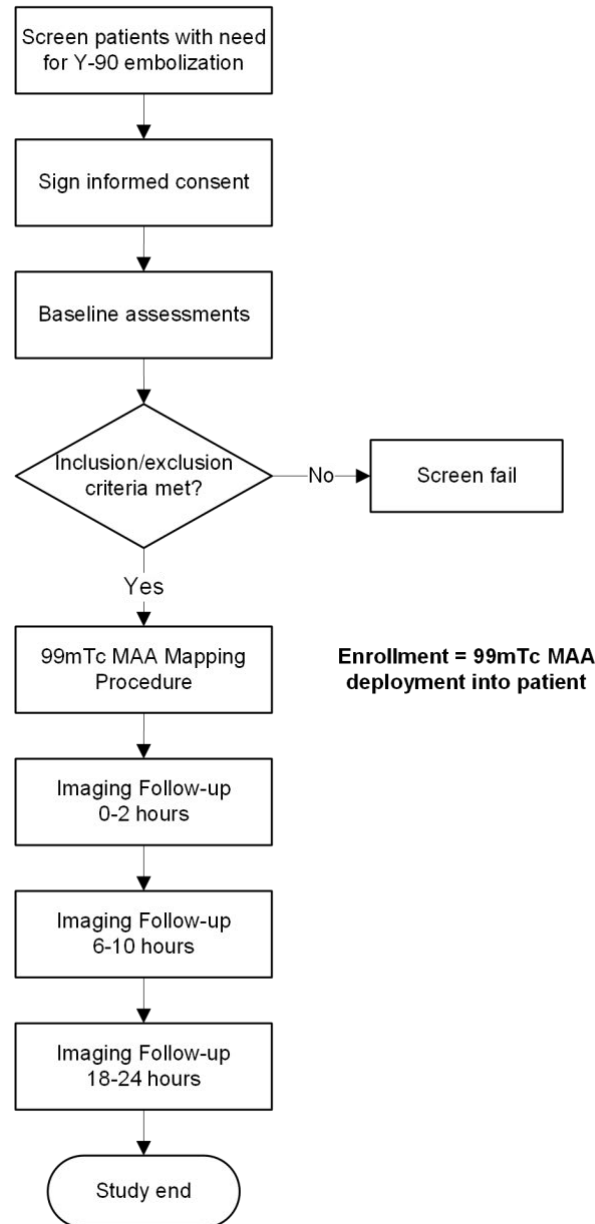 Screen patients with need
for Y-90 embolization
Sign informed consent
Baseline assessments
Inclusion/exclusion
criteria met?
No
Screen fail
Yes
99mTc MAA Mapping
Procedure
Enrollment = 99mTc MAA
deployment into patient
Imaging Follow-up
0-2 hours
Imaging Follow-up
6-10 hours
Imaging Follow-up
18-24 hours
Study end